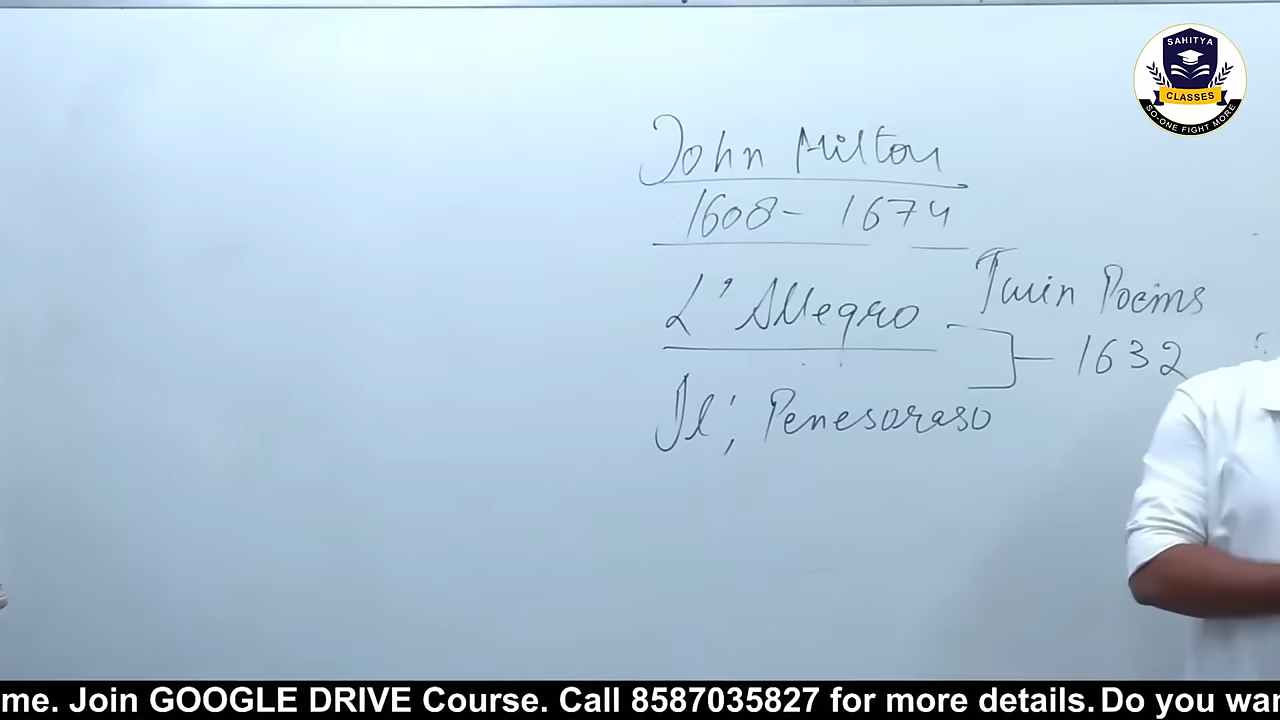 SAHITYA
CLASSES
SO-ONE FIGHT MORE
John Milton
1608 - 1674
L'Allegro
Twin Poems
1632
Il', Penesoraso
me. Join GOOGLE DRIVE Course. Call 8587035827 for more details. Do you wan